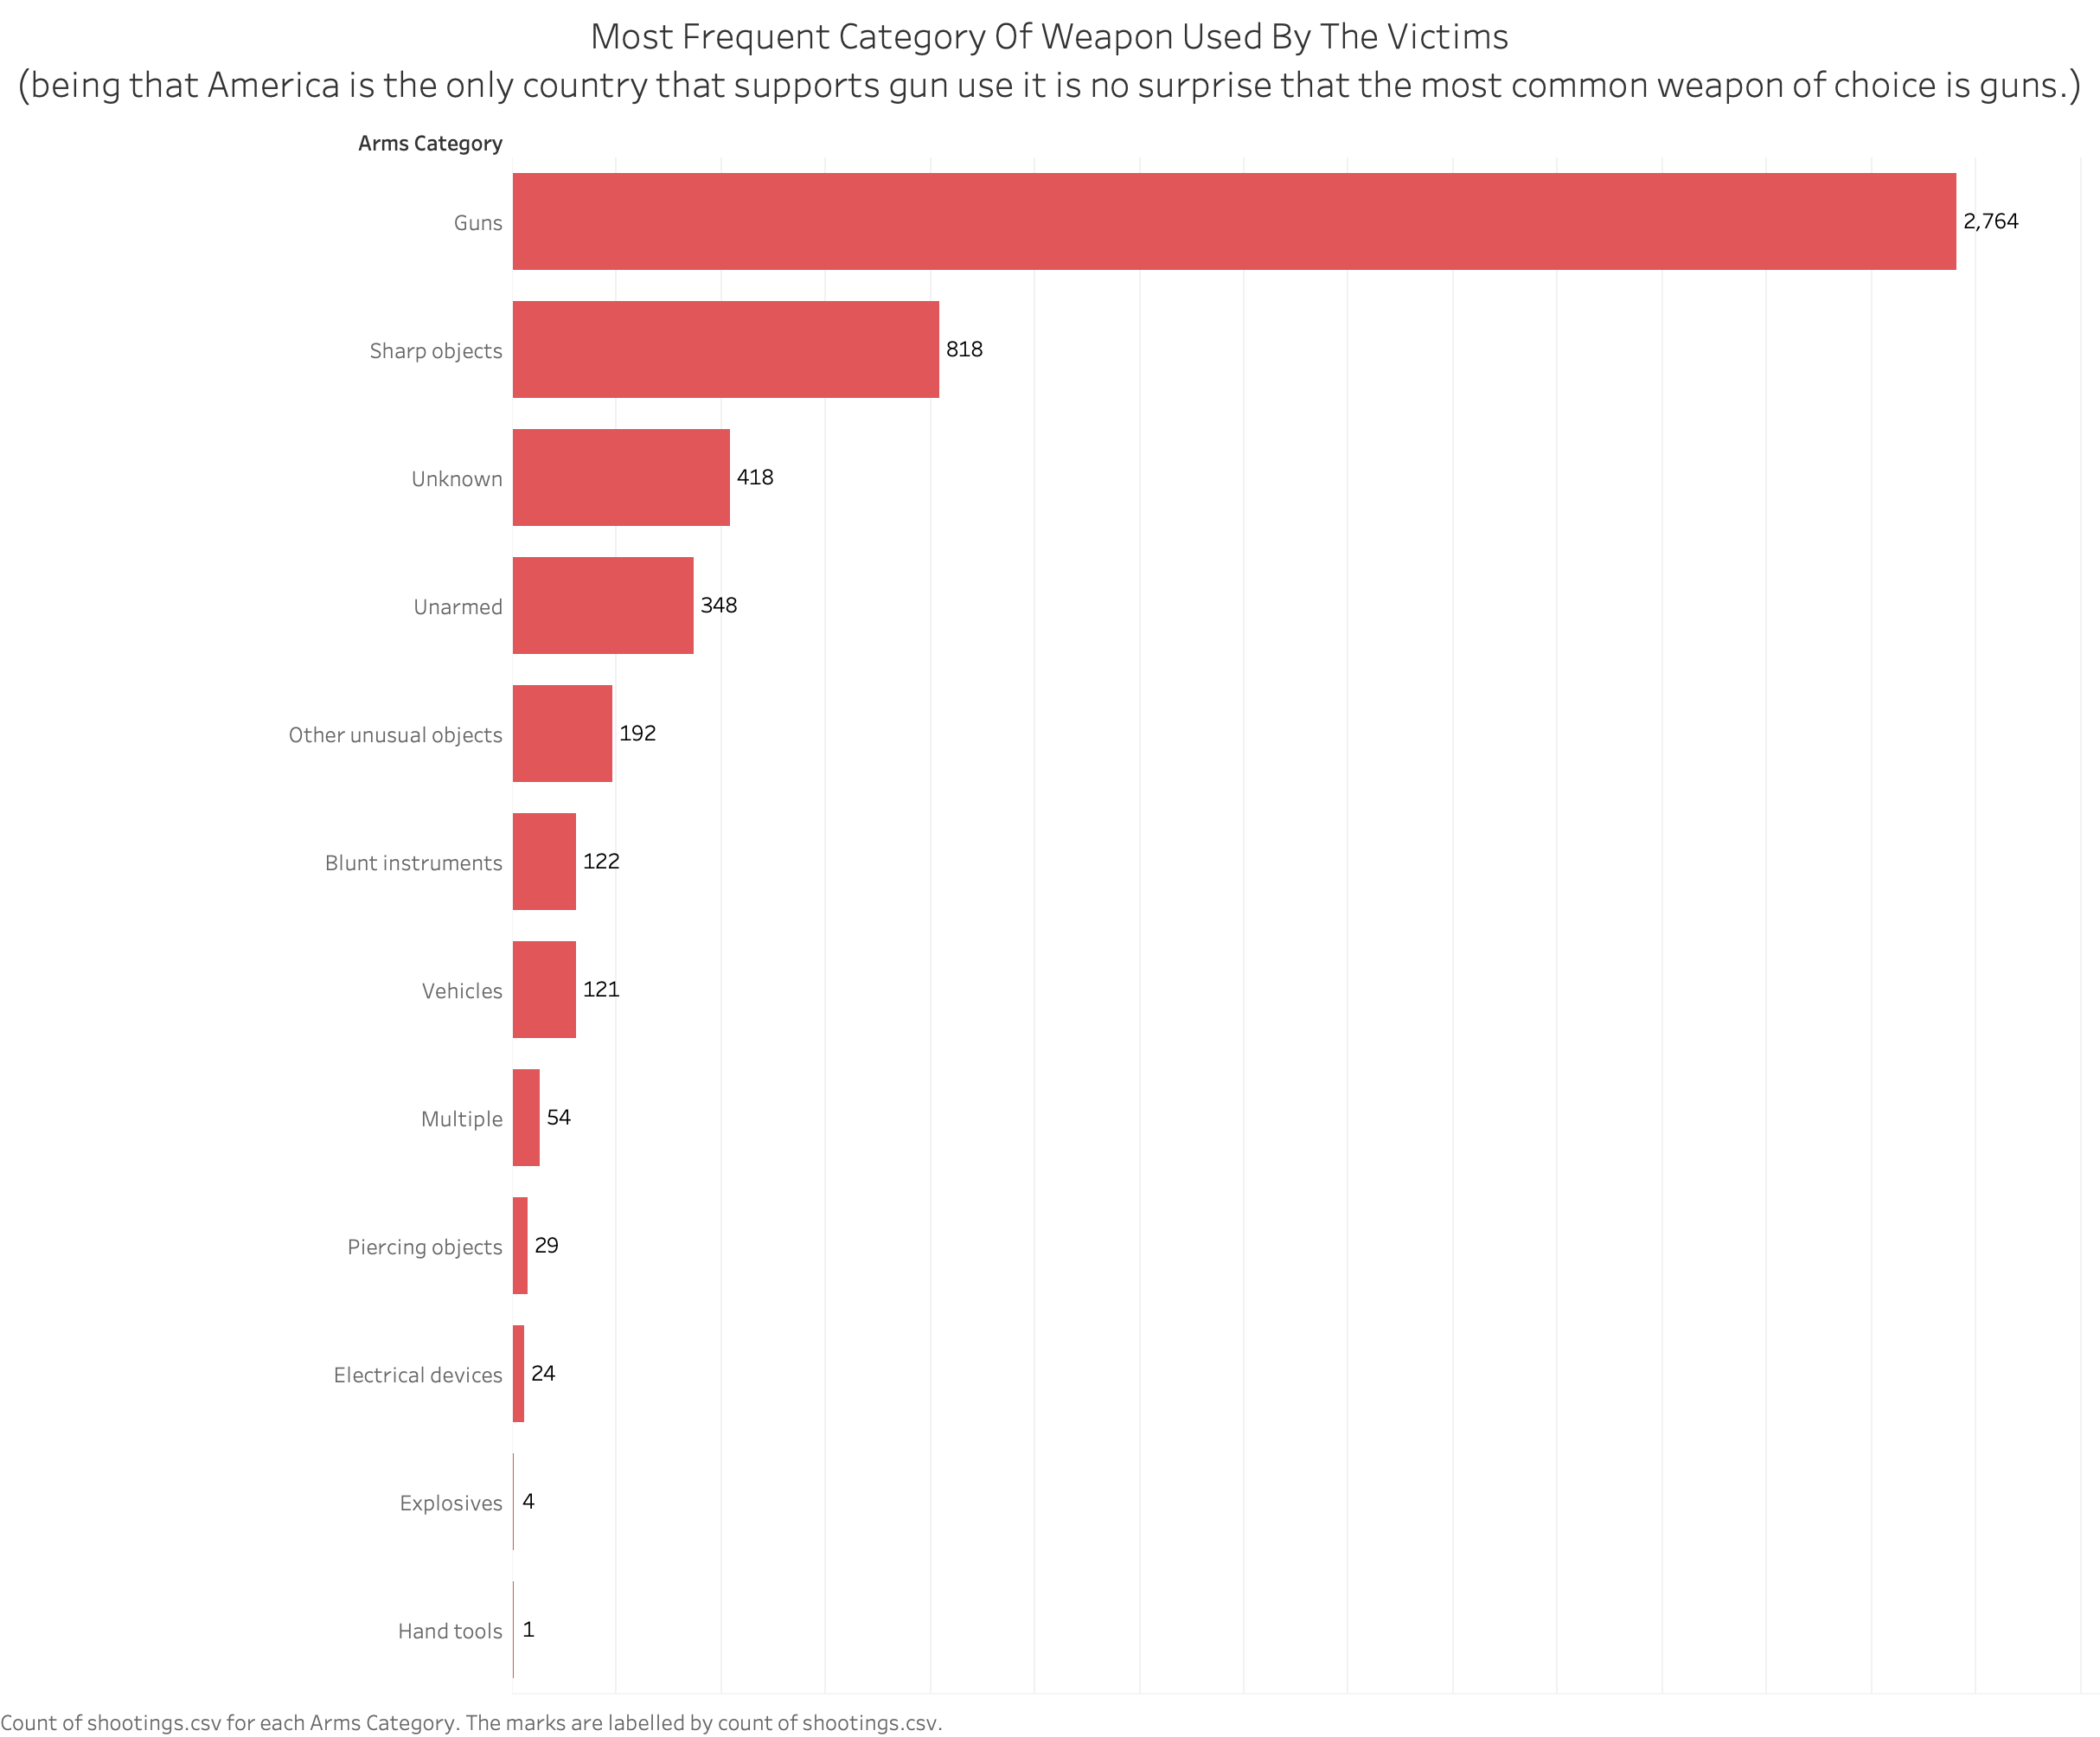 Most Frequent Category Of Weapon Used By The Victims
(being that America is the only country that supports gun use it is no surprise that the most common weapon of choice is guns.)
Arms Category
Guns 2,764
Sharp objects 818
Unknown 418
Unarmed 348
Other unusual objects 192
Blunt instruments 122
Vehicles 121
Multiple 54
Piercing objects 29
Electrical devices 24
Explosives 4
Hand tools 1
Count of shootings.csv for each Arms Category. The marks are labelled by count of shootings.csv.